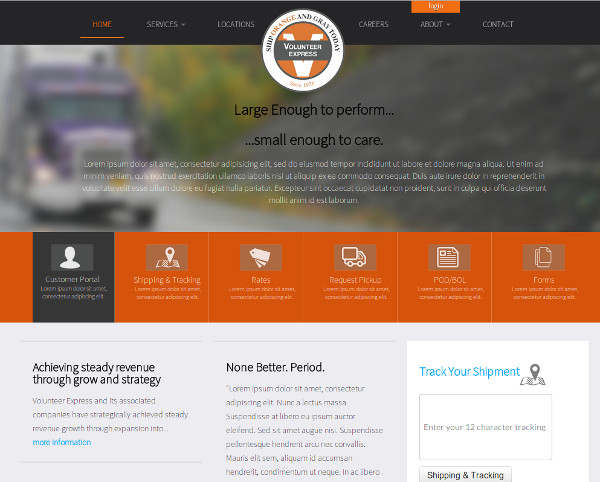 login
HOME
SERVICES
LOCATIONS
CAREERS
ABOUT
CONTACT
SHIP ORANGE AND GRAY TODAY
VOLUNTEER
EXPRESS
Large Enough to perform...
...small enough to care.
Lorem ipsum dolor sit amet, consectetur adipisicing elit, sed do eiusmod tempor incididunt ut labore et dolore magna aliqua. Ut enim ad
minim veniam, quis nostrud exercitation ullamco laboris nisi ut aliquip ex ea commodo consequat. Duis aute irure dolor in reprehenderit in
voluptate velit esse cillum dolore eu fugiat nulla pariatur. Excepteur sint occaecat cupidatat non proident, sunt in culpa qui officia deserunt
mollit anim id est laborum.
Customer Portal
Lorem ipsum dolor sit amet,
consectetur adipiscing elit.
Shipping & Tracking
Lorem ipsum dolor sit amet,
consectetur adipiscing elit.
Rates
Lorem ipsum dolor sit amet,
consectetur adipiscing elit.
Request Pickup
Lorem ipsum dolor sit amet,
consectetur adipiscing elit.
POD/BOL
Lorem ipsum dolor sit amet,
consectetur adipiscing elit.
Forms
Lorem ipsum dolor sit amet,
consectetur adipiscing elit.
Achieving steady revenue
through grow and strategy
Volunteer Express and its associated
companies have strategically achieved steady
revenue growth through expansion into...
more information
None Better. Period.
"Lorem ipsum dolor sit amet, consectetur
adipiscing elit. Nunc a lectus massa.
Suspendisse at libero eu ipsum auctor
eleifend. Sed sit amet augue nisl. Suspendisse
pellentesque hendrerit arcu nec convallis.
Mauris elit sem, aliquam id accumsan
hendrerit, condimentum ut neque. In ac libero
Track Your Shipment
Enter your 12 character tracking
Shipping & Tracking